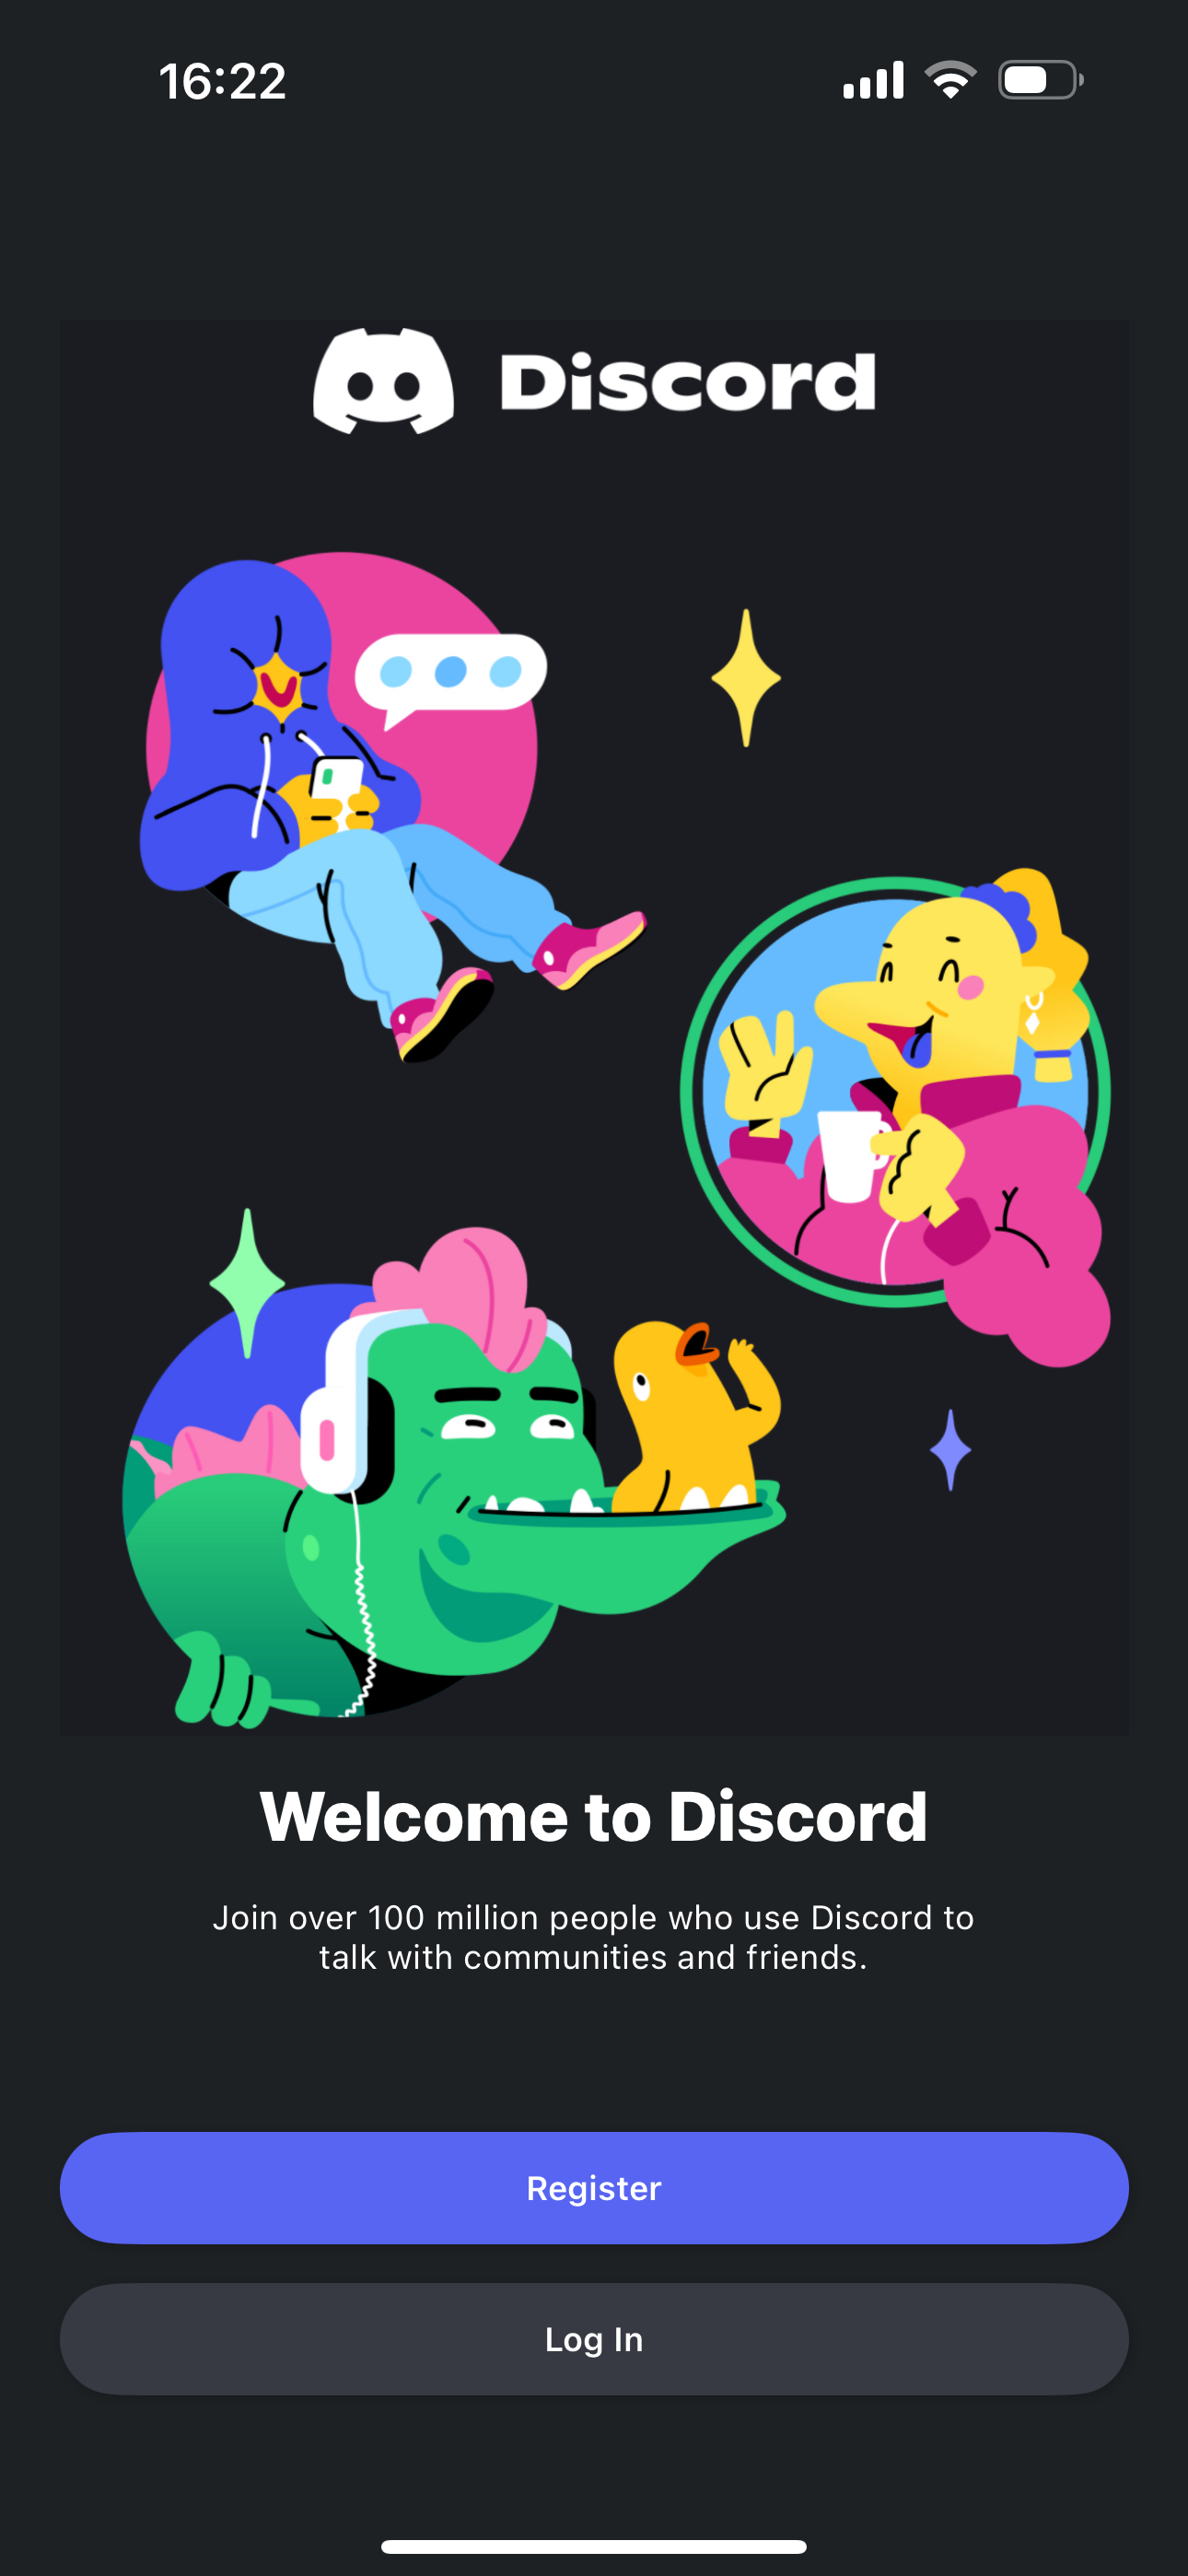 16:22
Discord
Welcome to Discord
Join over 100 million people who use Discord to
talk with communities and friends.
Register
Log In